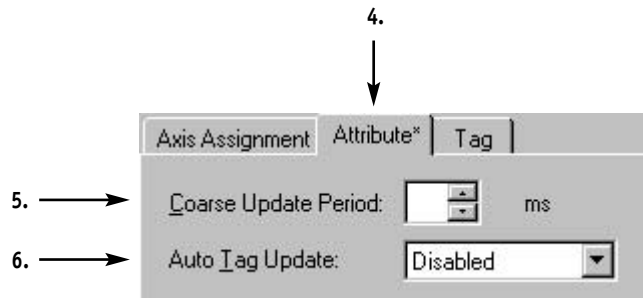 4.
Axis Assignment Attribute* Tag
5. Coarse Update Period: ms
6. Auto Tag Update: Disabled